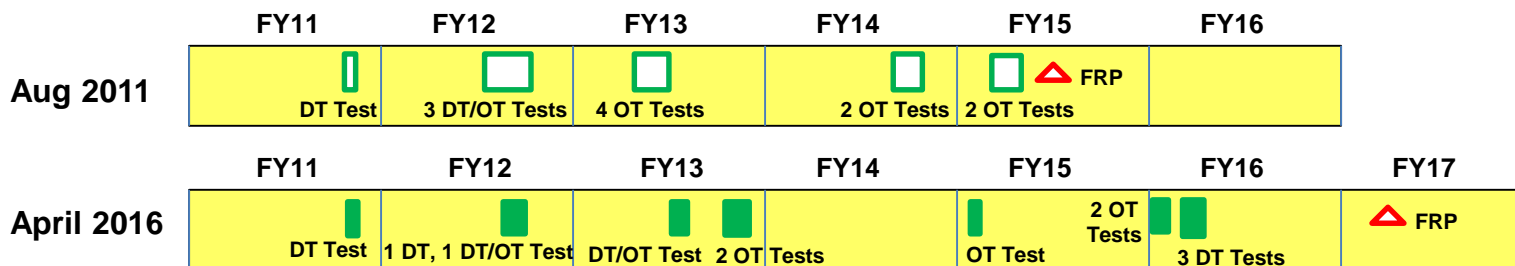 FY11 FY12 FY13 FY14 FY15 FY16
Aug 2011
FRP
DT Test 3 DT/OT Tests 4 OT Tests 2 OT Tests 2 OT Tests
FY11 FY12 FY13 FY14 FY15 FY16 FY17
April 2016
2 OT
Tests
FRP
DT Test 1 DT, 1 DT/OT Test DT/OT Test 2 OT Tests OT Test 3 DT Tests